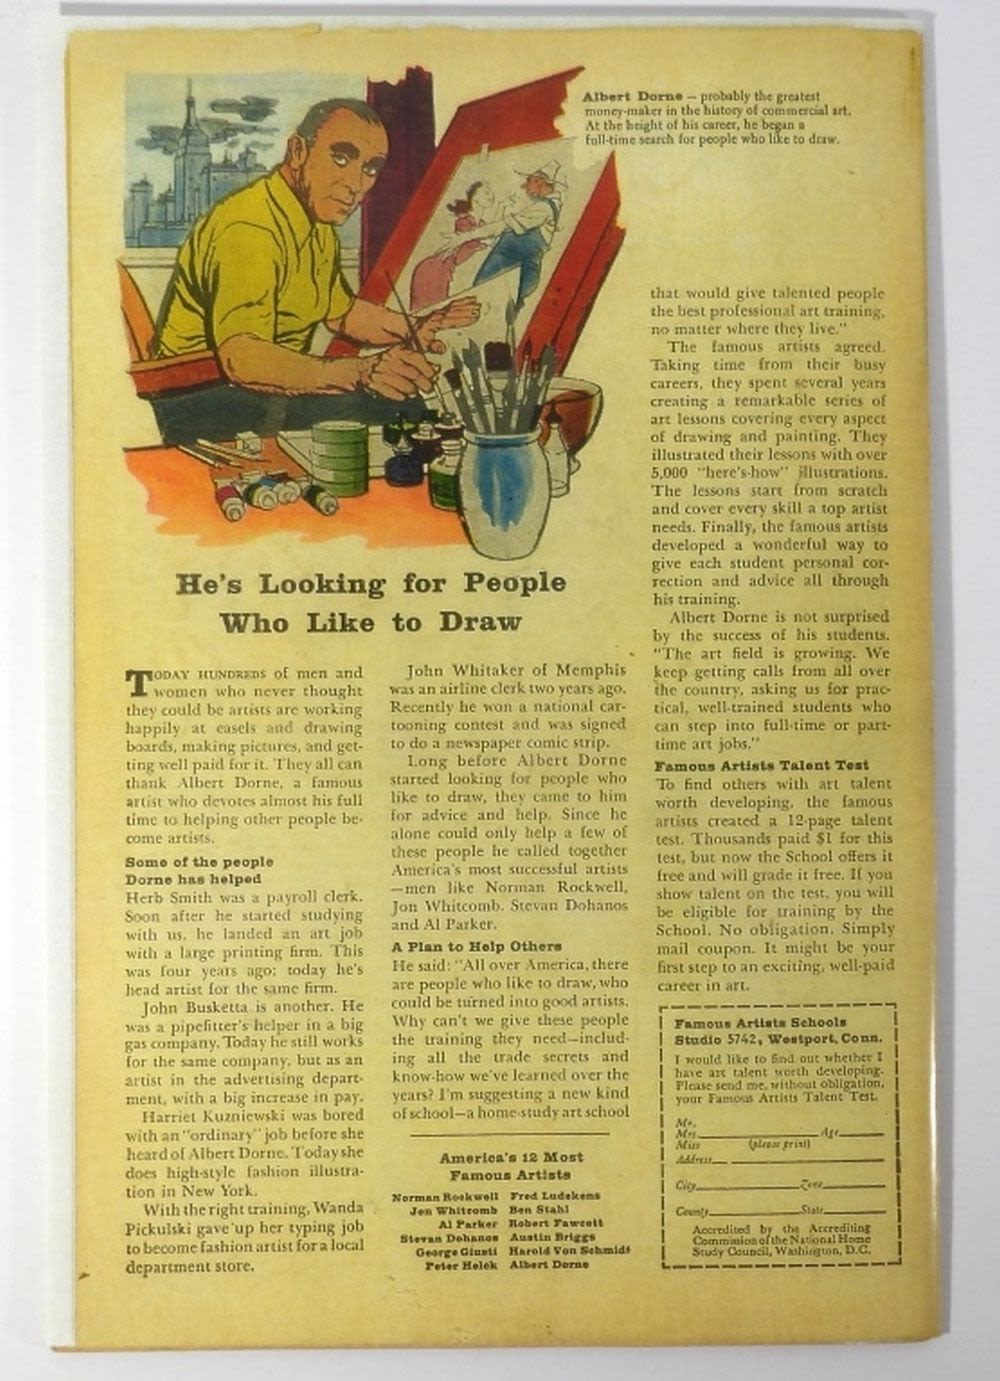 Albert Dorne — probably the greatest
money-maker in the history of commercial art.
At the height of his career, he began a
full-time search for people who like to draw.
He's Looking for People
Who Like to Draw
TODAY HUNDREDS of men and
women who never thought
they could be artists are working
happily at easels and drawing
boards, making pictures, and get-
ting well paid for it. They all can
thank Albert Dorne, a famous
artist who devotes almost his full
time to helping other people be-
come artists.
Some of the people
Dorne has helped
Herb Smith was a payroll clerk.
Soon after he started studying
with us, he landed an art job
with a large printing firm. This
was four years ago; today he's
head artist for the same firm.
John Busketta is another. He
was a pipefitter's helper in a big
gas company. Today he still works
for the same company, but as an
artist in the advertising depart-
ment, with a big increase in pay.
Harriet Kuzniewski was bored
with an "ordinary" job before she
heard of Albert Dorne. Today she
does high-style fashion illustra-
tion in New York.
With the right training, Wanda
Pickulski gave up her typing job
to become fashion artist for a local
department store.
John Whitaker of Memphis
was an airline clerk two years ago.
Recently he won a national car-
tooning contest and was signed
to do a newspaper comic strip.
Long before Albert Dorne
started looking for people who
like to draw, they came to him
for advice and help. Since he
alone could only help a few of
these people he called together
America's most successful artists
—men like Norman Rockwell,
Jon Whitcomb, Stevan Dohanos
and Al Parker.
A Plan to Help Others
He said: "All over America, there
are people who like to draw, who
could be turned into good artists.
Why can't we give these people
the training they need—includ-
ing all the trade secrets and
know-how we've learned over the
years? I'm suggesting a new kind
of school—a home-study art school
America's 12 Most
Famous Artists
Norman Rockwell Fred Ludekens
Jon Whitcomb Ben Stahl
Al Parker Robert Fawcett
Stevan Dohanos Austin Briggs
George Giusti Harold Von Schmidt
Peter Helck Albert Dorne
that would give talented people
the best professional art training,
no matter where they live."
The famous artists agreed.
Taking time from their busy
careers, they spent several years
creating a remarkable series of
art lessons covering every aspect
of drawing and painting. They
illustrated their lessons with over
5,000 "here's-how" illustrations.
The lessons start from scratch
and cover every skill a top artist
needs. Finally, the famous artists
developed a wonderful way to
give each student personal cor-
rection and advice all through
his training.
Albert Dorne is not surprised
by the success of his students.
"The art field is growing. We
keep getting calls from all over
the country, asking us for prac-
tical, well-trained students who
can step into full-time or part-
time art jobs."
Famous Artists Talent Test
To find others with art talent
worth developing, the famous
artists created a 12-page talent
test. Thousands paid $1 for this
test, but now the School offers it
free and will grade it free. If you
show talent on the test, you will
be eligible for training by the
School. No obligation. Simply
mail coupon. It might be your
first step to an exciting, well-paid
career in art.
Famous Artists Schools
Studio 5742, Westport, Conn.
I would like to find out whether I
have art talent worth developing.
Please send me, without obligation,
your Famous Artists Talent Test.
Mr.
Mrs. Age
Miss (please print)
Address
City Zone
County State
Accredited by the Accrediting
Commission of the National Home
Study Council, Washington, D.C.